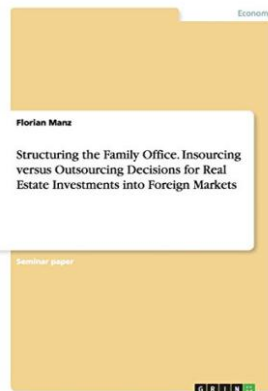 Econom
Florian Manz
Structuring the Family Office. Insourcing
versus Outsourcing Decisions for Real
Estate Investments into Foreign Markets
Seminar paper
GRIN